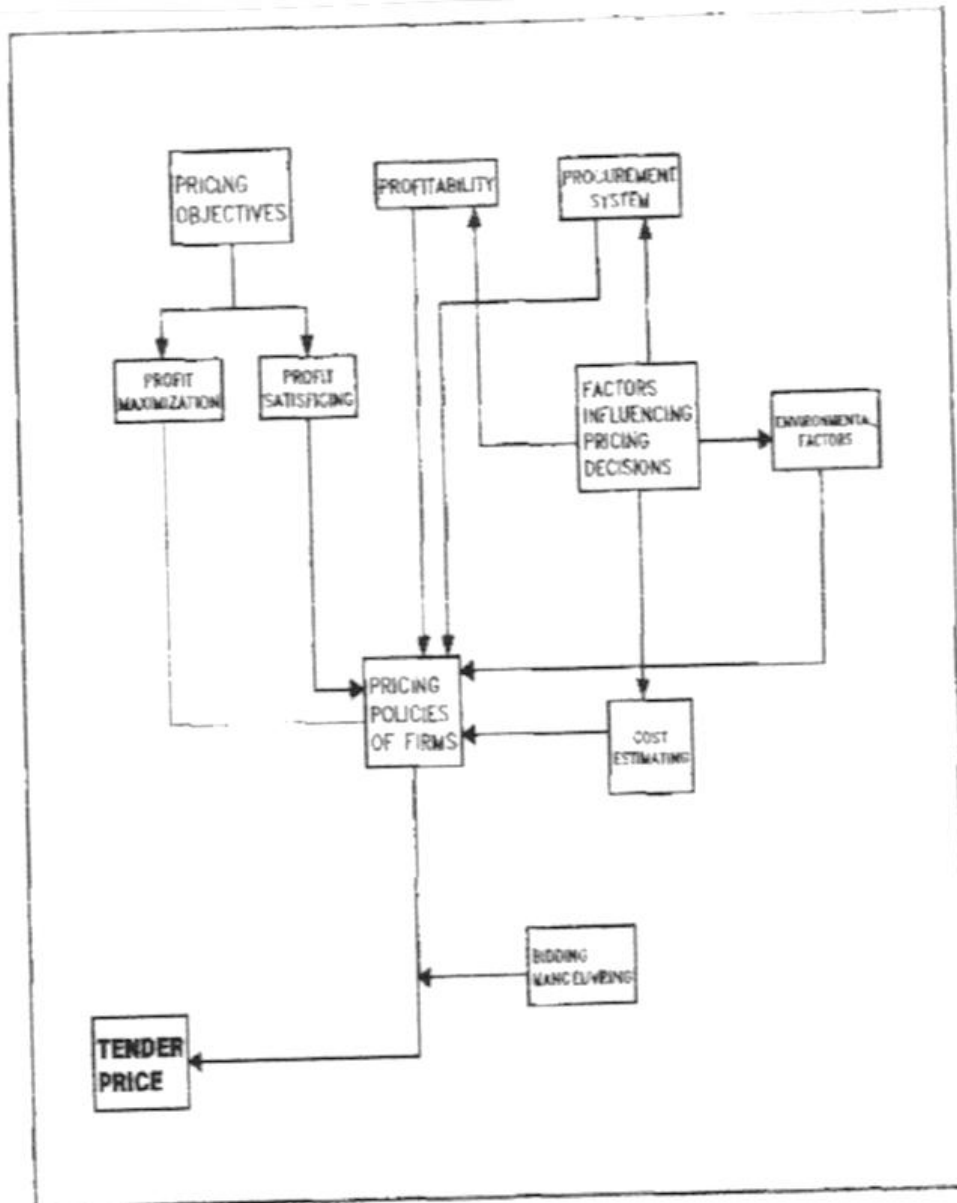 PRICING
OBJECTIVES
PROFITABILITY
PROCUREMENT
SYSTEM
PROFIT
MAXIMIZATION
PROFIT
SATISFICING
FACTORS
INFLUENCING
PRICING
DECISIONS
ENVIRONMENTAL
FACTORS
PRICING
POLICIES
OF FIRMS
COST
ESTIMATING
BIDDING
MANOEUVRING
TENDER
PRICE